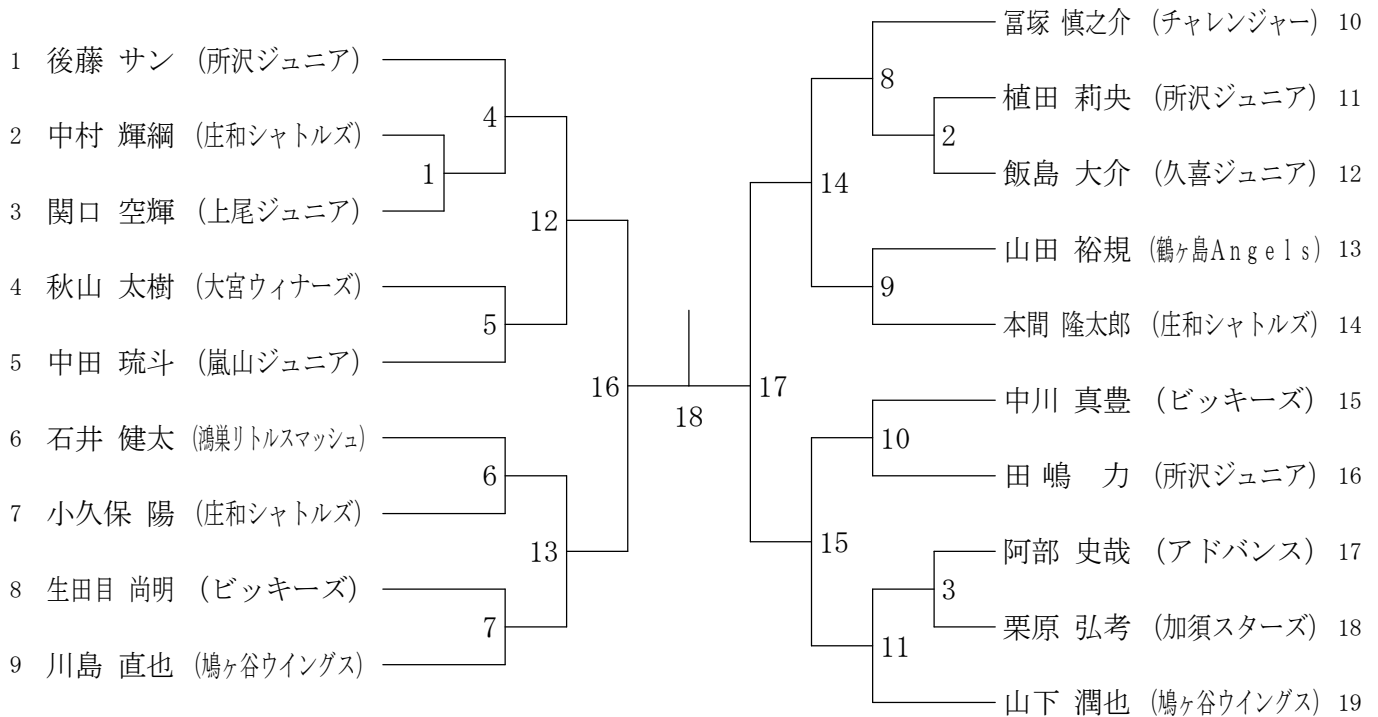 1 後藤 サン (所沢ジュニア)
2 中村 輝綱 (庄和シャトルズ)
3 関口 空輝 (上尾ジュニア)
4 秋山 太樹 (大宮ウィナーズ)
5 中田 琉斗 (嵐山ジュニア)
6 石井 健太 (鴻巣リトルスマッシュ)
7 小久保 陽 (庄和シャトルズ)
8 生田目 尚明 (ビッキーズ)
9 川島 直也 (鳩ヶ谷ウイングス)
4
1
12
5
16
6
13
7
18
冨塚 慎之介 (チャレンジャー) 10
植田 莉央 (所沢ジュニア) 11
飯島 大介 (久喜ジュニア) 12
山田 裕規 (鶴ヶ島Angels) 13
本間 隆太郎 (庄和シャトルズ) 14
中川 真豊 (ビッキーズ) 15
田嶋 力 (所沢ジュニア) 16
阿部 史哉 (アドバンス) 17
栗原 弘考 (加須スターズ) 18
山下 潤也 (鳩ヶ谷ウイングス) 19
8
2
14
9
17
10
15
3
11